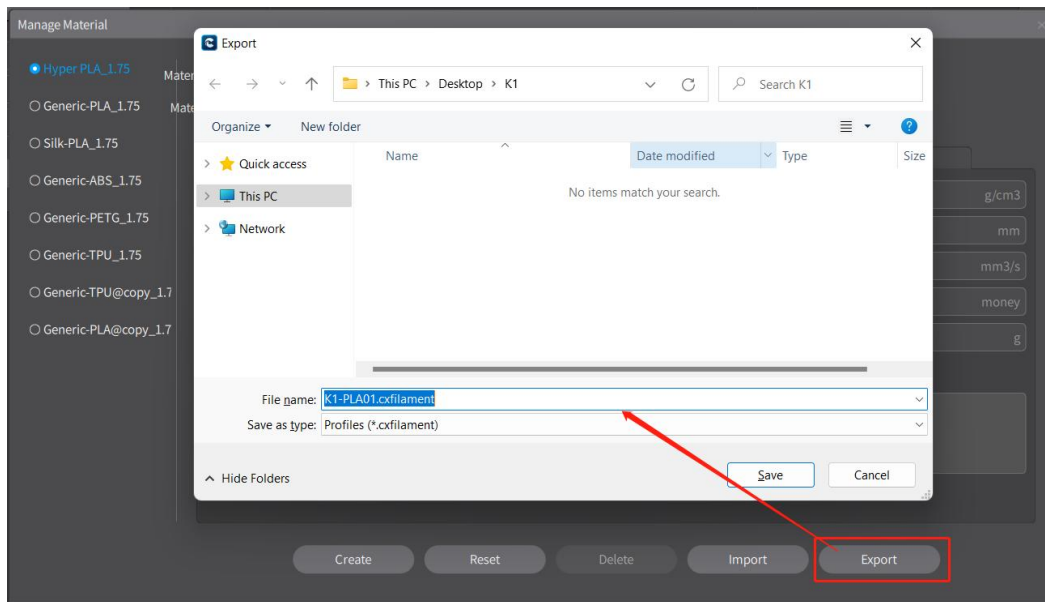 Manage Material
Export
Hyper PLA_1.75
Mater
This PC > Desktop > K1
Search K1
Generic-PLA_1.75
Mate
Organize
New folder
Silk-PLA_1.75
Name
Date modified
Type
Size
Quick access
Generic-ABS_1.75
This PC
No items match your search.
g/cm3
Generic-PETG_1.75
Network
mm
Generic-TPU_1.75
mm3/s
Generic-TPU@copy_1.7
money
Generic-PLA@copy_1.7
g
File name: K1-PLA01.cxfilament
Save as type: Profiles (*.cxfilament)
Hide Folders
Save
Cancel
Create
Reset
Delete
Import
Export